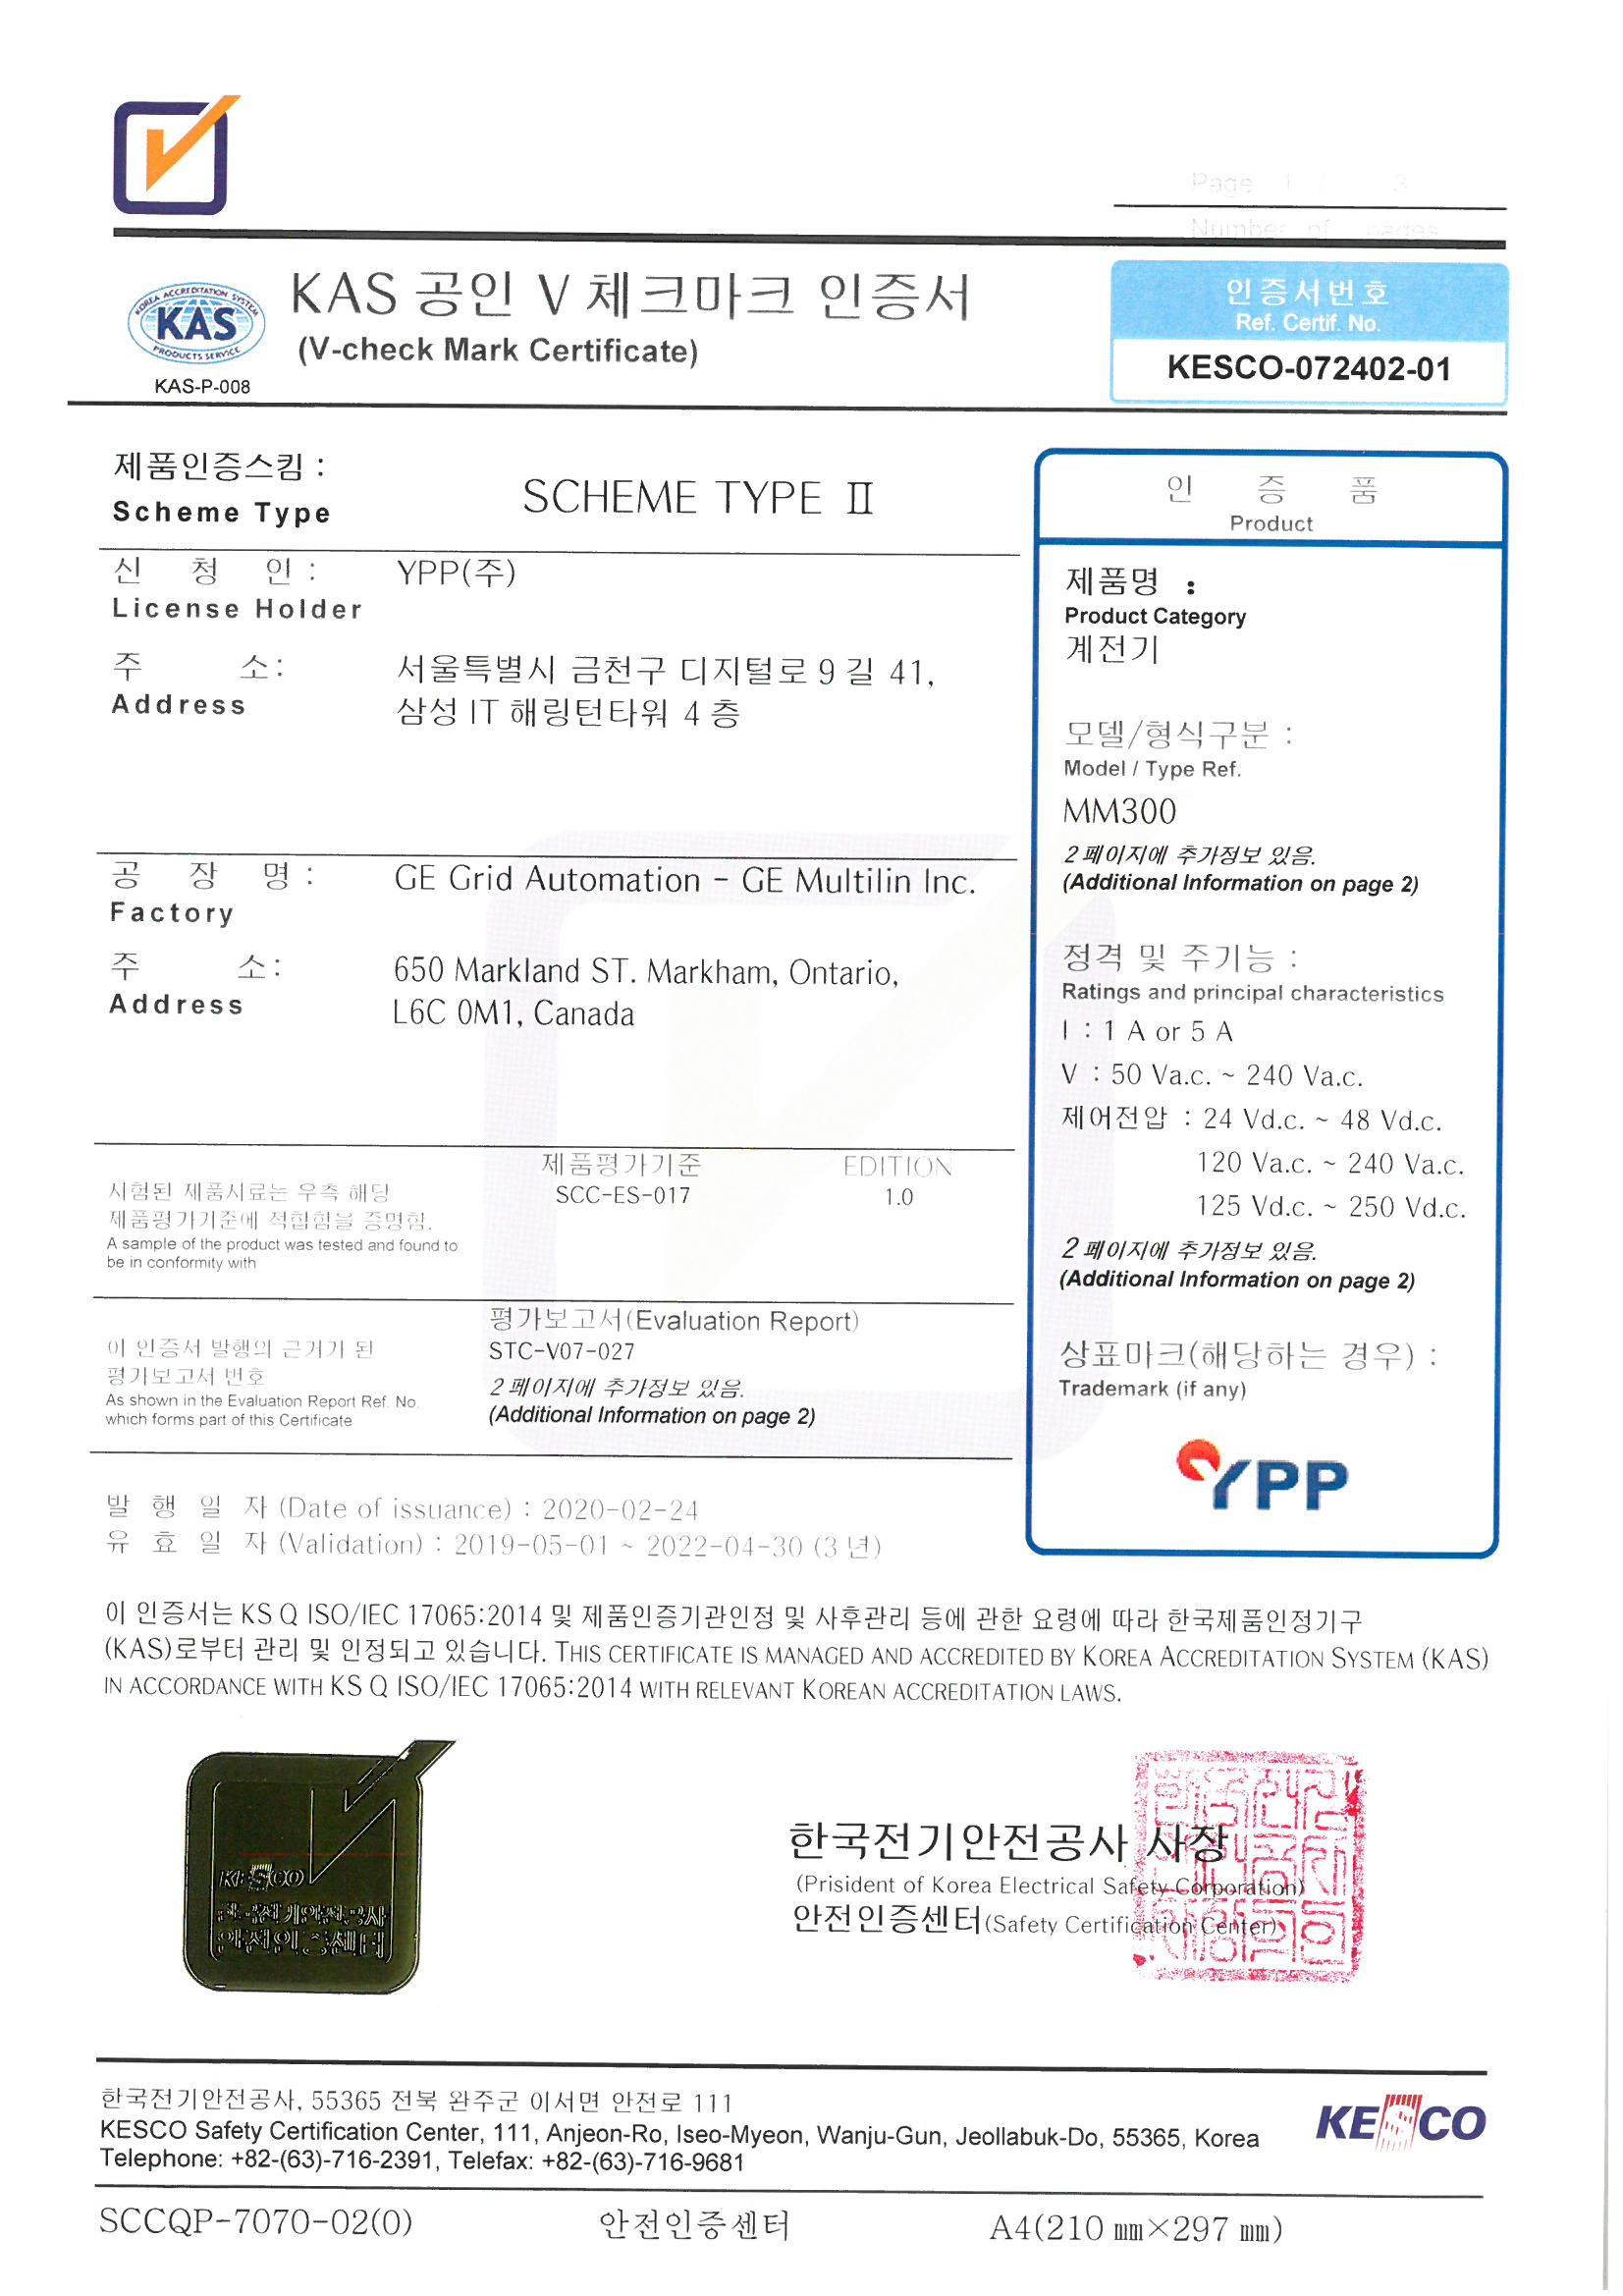 Page 1 / 3
Number of pages
KOREA ACCREDITATION SYSTEM
KAS
PRODUCTS SERVICE
KAS-P-008
KAS 공인 V 체크마크 인증서
(V-check Mark Certificate)
인증서번호
Ref. Certif. No.
KESCO-072402-01
제품인증스킴 :
Scheme Type
SCHEME TYPE Ⅱ
신 청 인 :
YPP(주)
License Holder
주 소:
서울특별시 금천구 디지털로 9 길 41,
Address
삼성 IT 해링턴타워 4 층
공 장 명 :
GE Grid Automation - GE Multilin Inc.
Factory
주 소:
650 Markland ST. Markham, Ontario,
Address
L6C 0M1, Canada
시험된 제품시료는 우측 해당
제품평가기준에 적합함을 증명함.
A sample of the product was tested and found to
be in conformity with
제품평가기준 EDITION
SCC-ES-017 1.0
이 인증서 발행의 근거기 된
평가보고서 번호
As shown in the Evaluation Report Ref. No.
which forms part of this Certificate
평가보고서(Evaluation Report)
STC-V07-027
2 페이지에 추가정보 있음.
(Additional Information on page 2)
발 행 일 자 (Date of issuance) : 2020-02-24
유 효 일 자 (Validation) : 2019-05-01 ~ 2022-04-30 (3 년)
인 증 품
Product
제품명 :
Product Category
계전기
모델/형식구분 :
Model / Type Ref.
MM300
2 페이지에 추가정보 있음.
(Additional Information on page 2)
정격 및 주기능 :
Ratings and principal characteristics
I : 1 A or 5 A
V : 50 Va.c. ~ 240 Va.c.
제어전압 : 24 Vd.c. ~ 48 Vd.c.
120 Va.c. ~ 240 Va.c.
125 Vd.c. ~ 250 Vd.c.
2 페이지에 추가정보 있음.
(Additional Information on page 2)
상표마크(해당하는 경우) :
Trademark (if any)
YPP
이 인증서는 KS Q ISO/IEC 17065:2014 및 제품인증기관인정 및 사후관리 등에 관한 요령에 따라 한국제품인정기구
(KAS)로부터 관리 및 인정되고 있습니다. THIS CERTIFICATE IS MANAGED AND ACCREDITED BY KOREA ACCREDITATION SYSTEM (KAS)
IN ACCORDANCE WITH KS Q ISO/IEC 17065:2014 WITH RELEVANT KOREAN ACCREDITATION LAWS.
KESCO
한국전기안전공사
안전인증센터
한국전기안전공사 사장
(Prisident of Korea Electrical Safety Corporation)
안전인증센터(Safety Certification Center)
한국전기안전공사, 55365 전북 완주군 이서면 안전로 111
KESCO Safety Certification Center, 111, Anjeon-Ro, Iseo-Myeon, Wanju-Gun, Jeollabuk-Do, 55365, Korea
Telephone: +82-(63)-716-2391, Telefax: +82-(63)-716-9681
KESCO
SCCQP-7070-02(0) 안전인증센터 A4(210 ㎜×297 ㎜)